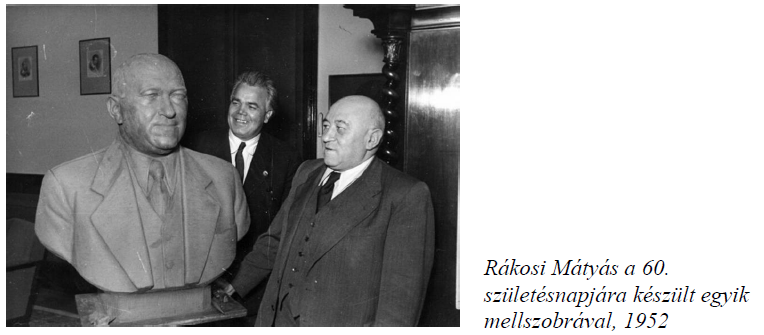 Rákosi Mátyás a 60.
születésnapjára készült egyik
mellszobrával, 1952